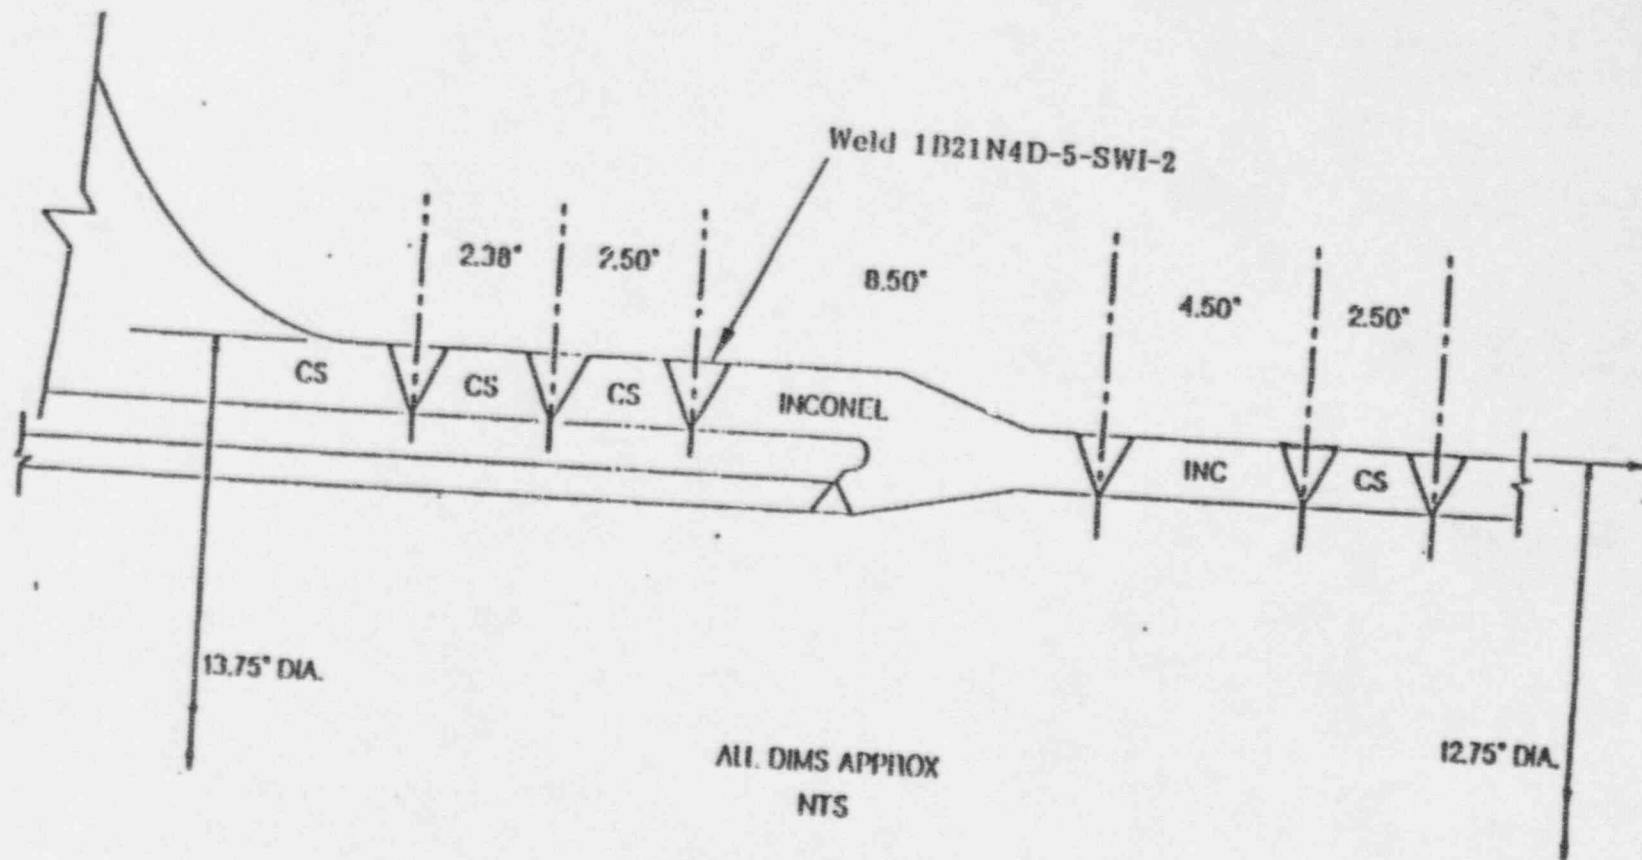 Weld 1B21N4D-5-SWI-2
2.38"
2.50"
8.50"
4.50"
2.50"
CS
CS
CS
INCONEL
INC
CS
13.75" DIA.
12.75" DIA.
ALL DIMS APPROX
NTS